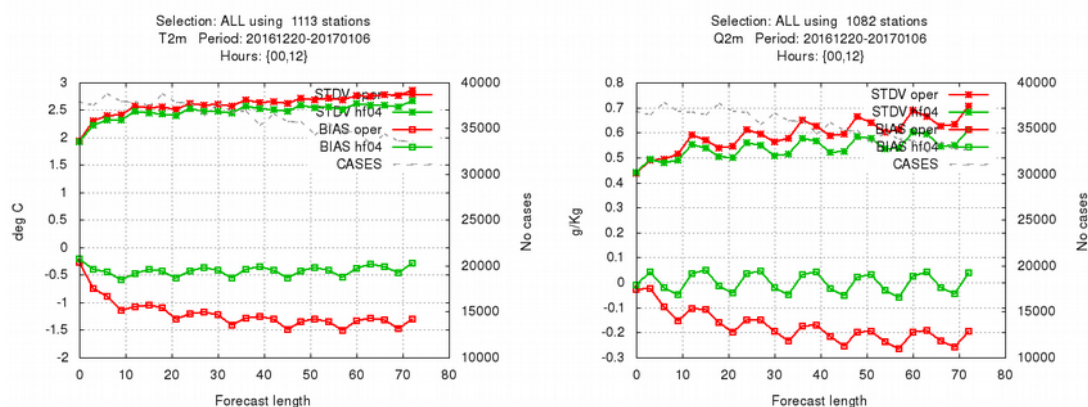 Selection: ALL using 1113 stations
T2m Period: 20161220-20170106
Hours: {00,12}
3
2.5
2
1.5
1
0.5
0
-0.5
-1
-1.5
-2
deg C
STDV oper
STDV hf04
BIAS oper
BIAS hf04
CASES
40000
35000
30000
25000
20000
15000
10000
No cases
0 10 20 30 40 50 60 70 80
Forecast length
Selection: ALL using 1082 stations
Q2m Period: 20161220-20170106
Hours: {00,12}
0.8
0.7
0.6
0.5
0.4
0.3
0.2
0.1
0
-0.1
-0.2
-0.3
g/Kg
STDV oper
STDV hf04
BIAS oper
BIAS hf04
CASES
40000
35000
30000
25000
20000
15000
10000
No cases
0 10 20 30 40 50 60 70 80
Forecast length